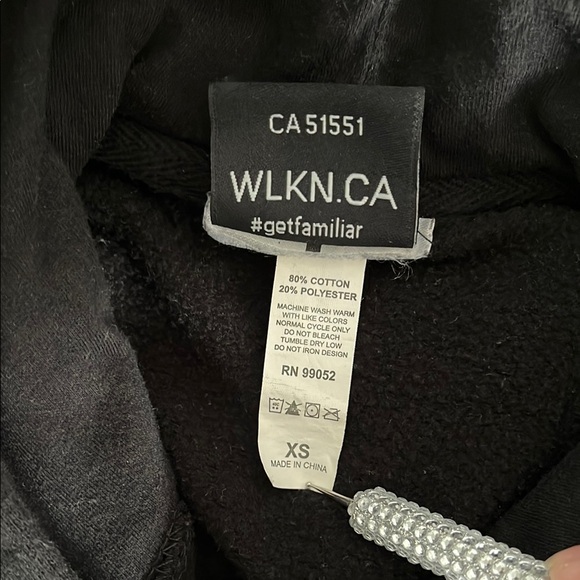 CA 51551
WLKN.CA
#getfamiliar
80% COTTON
20% POLYESTER
MACHINE WASH WARM
WITH LIKE COLORS
NORMAL CYCLE ONLY
DO NOT BLEACH
TUMBLE DRY LOW
DO NOT IRON DESIGN
RN 99052
XS
MADE IN CHINA